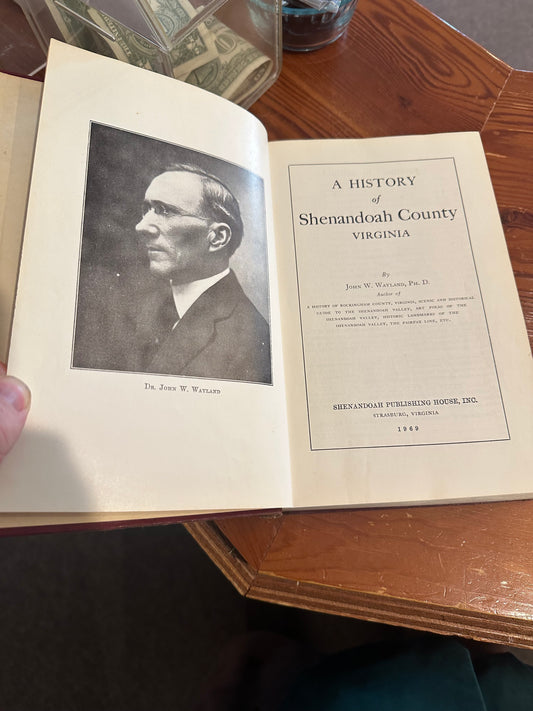 Dr. John W. Wayland
A HISTORY
of
Shenandoah County
VIRGINIA
By
John W. Wayland, Ph. D.
Author of
A HISTORY OF ROCKINGHAM COUNTY, VIRGINIA, SCENIC AND HISTORICAL
GUIDE TO THE SHENANDOAH VALLEY, ART FOLIO OF THE
SHENANDOAH VALLEY, HISTORIC LANDMARKS OF THE
SHENANDOAH VALLEY, THE FAIRFAX LINE, ETC.
SHENANDOAH PUBLISHING HOUSE, INC.
STRASBURG, VIRGINIA
1969